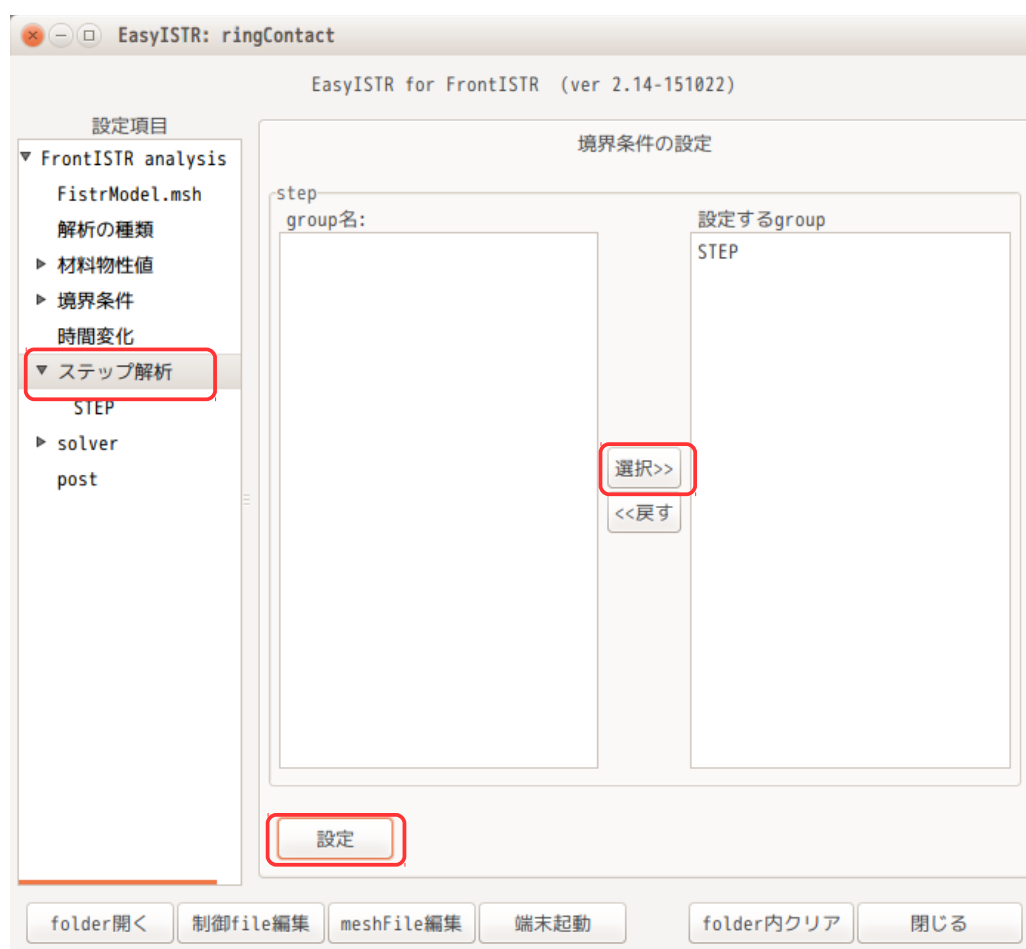 EasyISTR: ringContact
EasyISTR for FrontISTR (ver 2.14-151022)
設定項目
FrontISTR analysis
FistrModel.msh
解析の種類
材料物性値
境界条件
時間変化
ステップ解析
STEP
solver
post
境界条件の設定
step
group名:
設定するgroup
STEP
選択>>
<<戻す
設定
folder開く
制御file編集
meshFile編集
端末起動
folder内クリア
閉じる